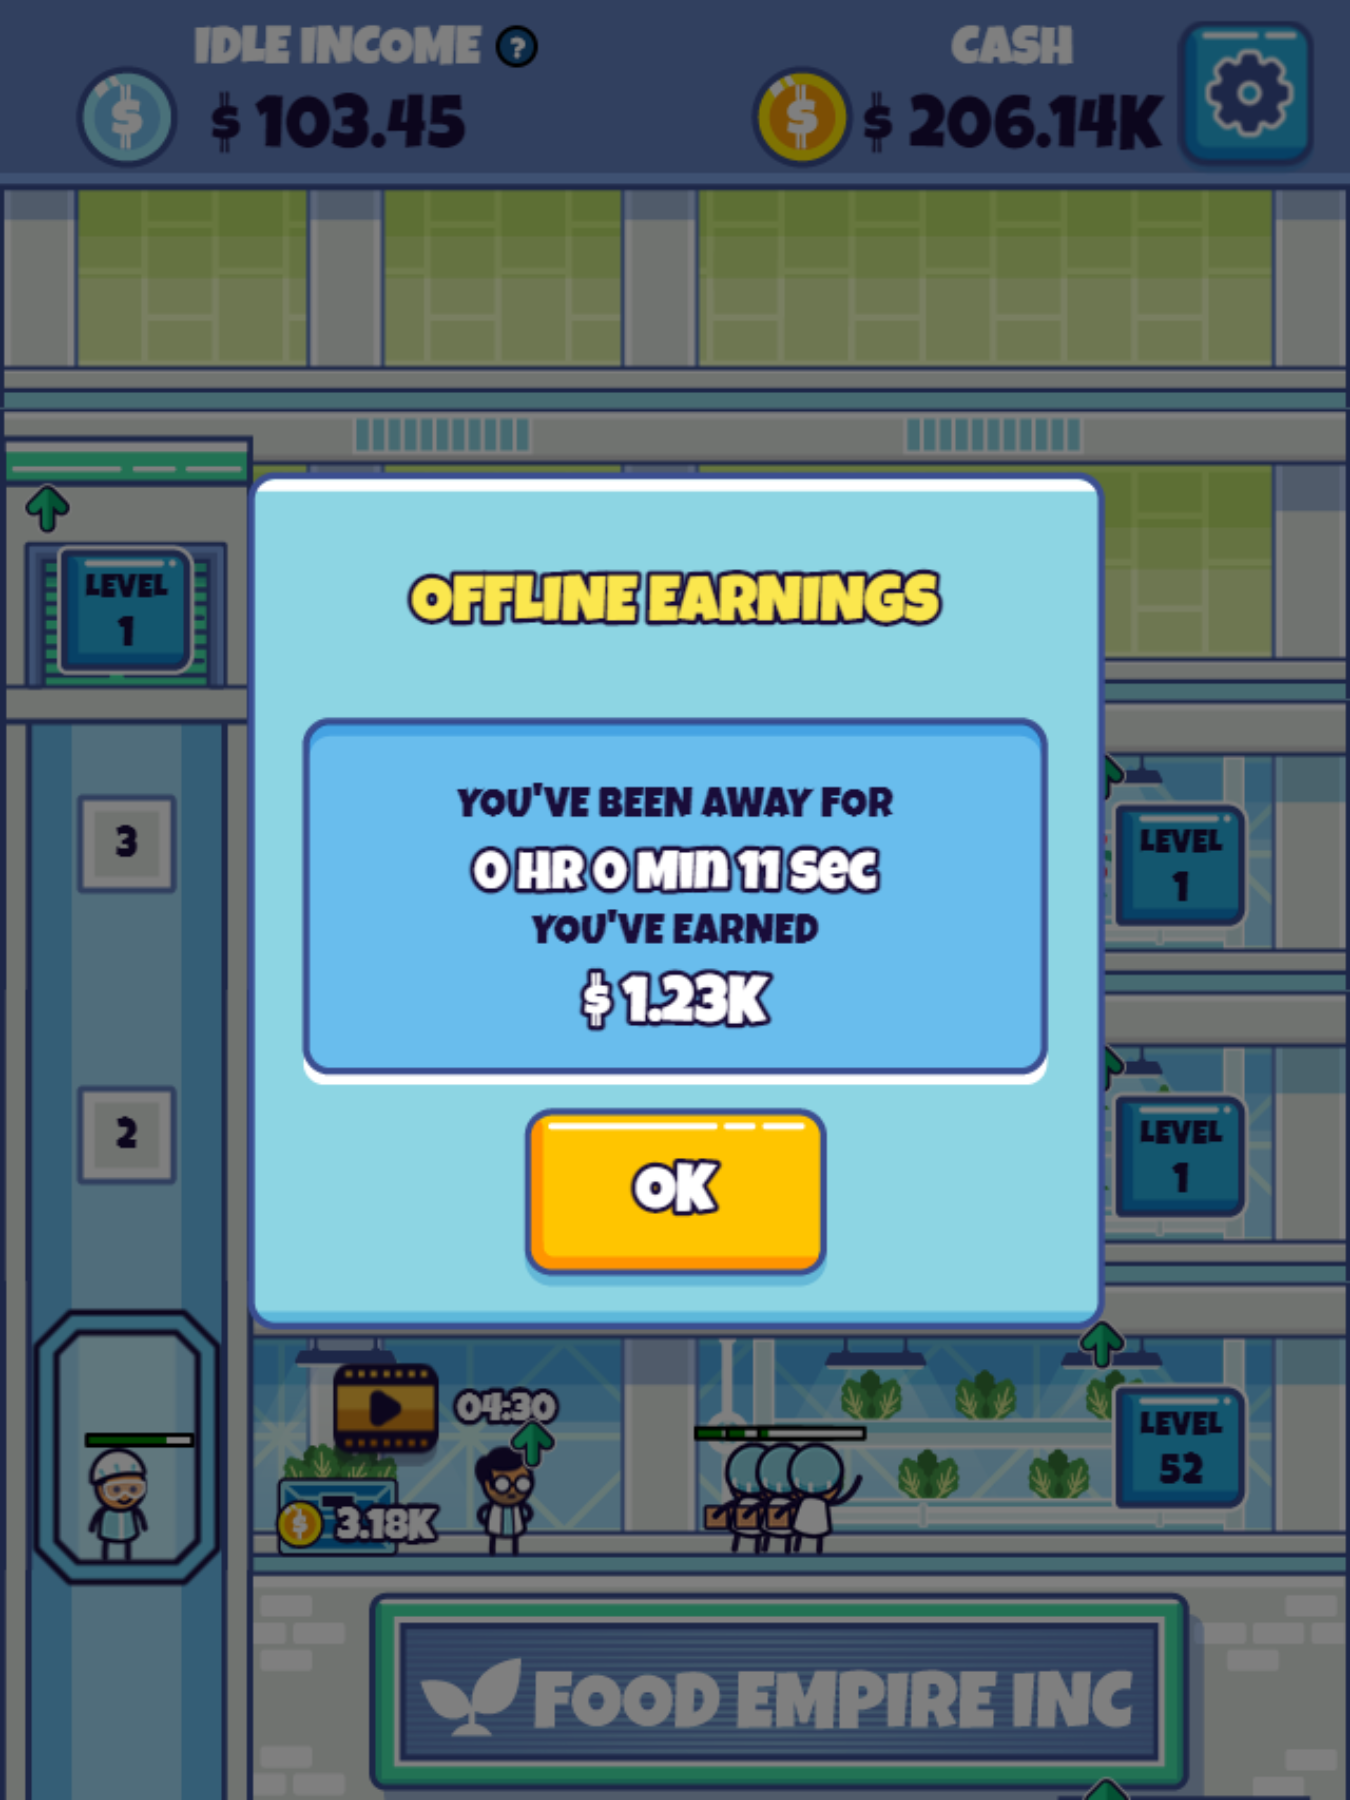 IDLE INCOME ?
$ 103.45
CASH
$ 206.14K
LEVEL
1
OFFLINE EARNINGS
YOU'VE BEEN AWAY FOR
0 HR 0 Min 11 Sec
YOU'VE EARNED
$ 1.23K
OK
3
LEVEL
1
2
LEVEL
1
04:30
3.18K
LEVEL
52
FOOD EMPIRE INC